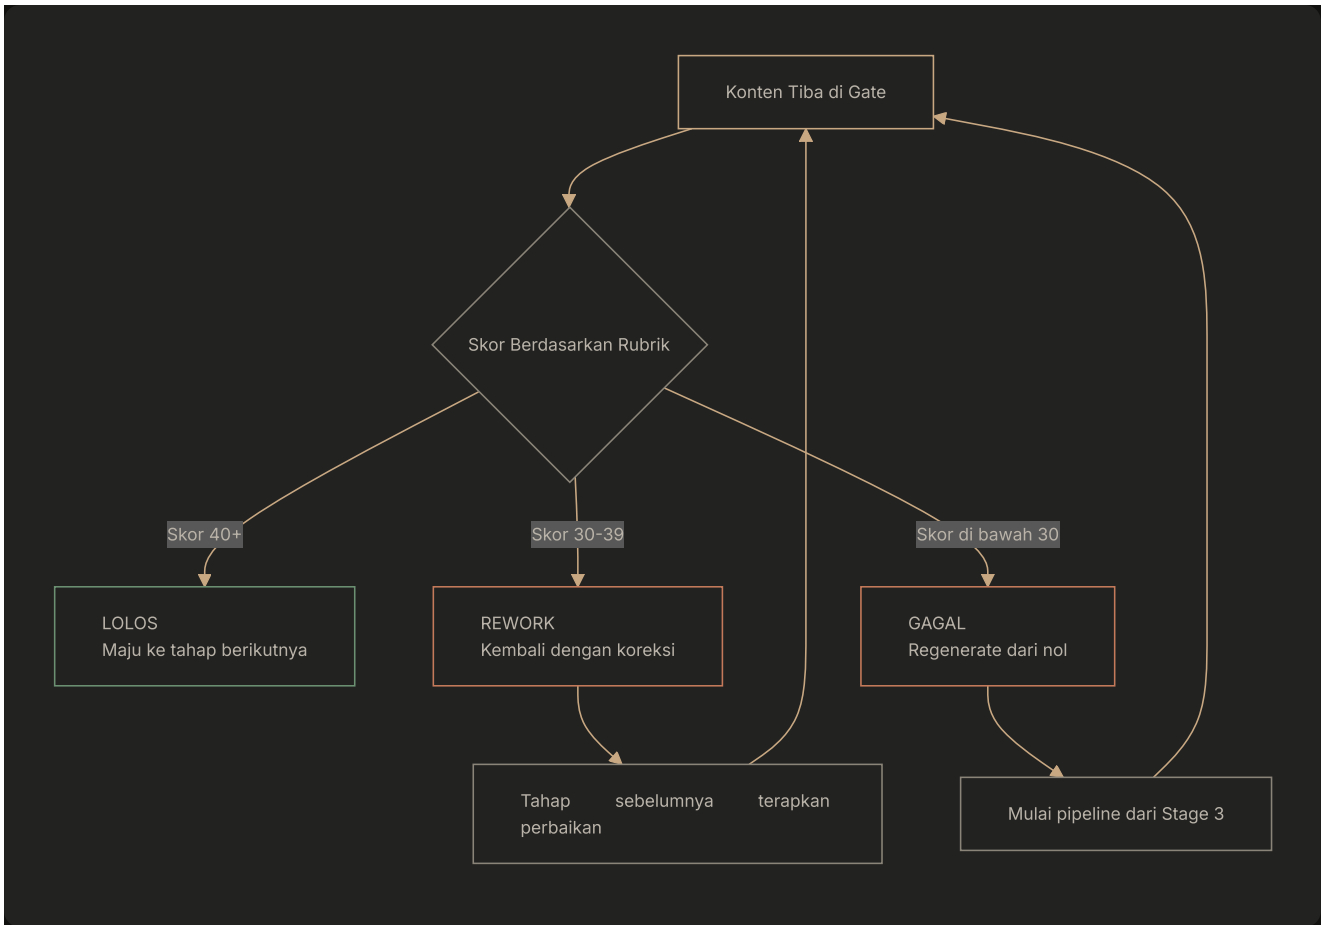 Konten Tiba di Gate
Skor Berdasarkan Rubrik
Skor 40+
Skor 30-39
Skor di bawah 30
LOLOS
Maju ke tahap berikutnya
REWORK
Kembali dengan koreksi
GAGAL
Regenerate dari nol
Tahap sebelumnya terapkan
perbaikan
Mulai pipeline dari Stage 3